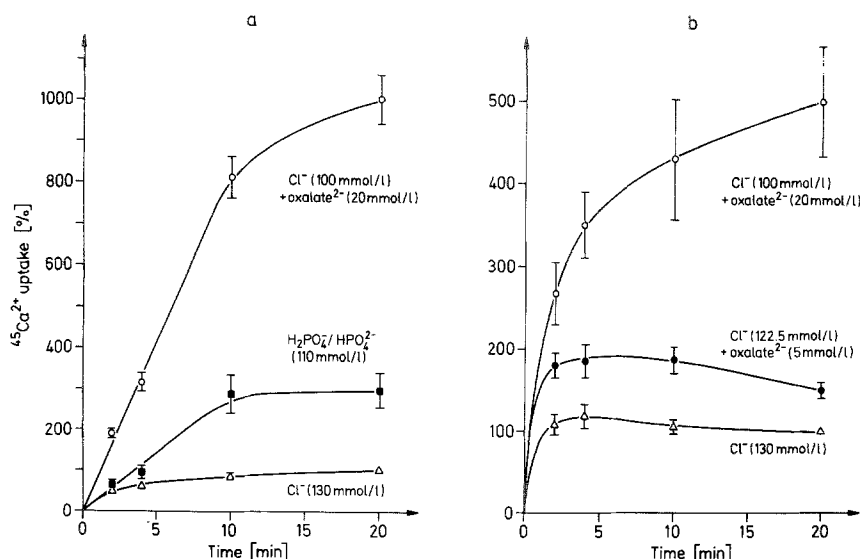 a
1000
800
600
400
200
0
⁴⁵Ca²⁺ uptake [%]
Cl⁻ (100 mmol/l)
+ oxalate²⁻ (20 mmol/l)
H₂PO₄⁻/ HPO₄²⁻
(110 mmol/l)
Cl⁻ (130 mmol/l)
0 5 10 15 20
Time [min]
b
500
400
300
200
100
0
Cl⁻ (100 mmol/l)
+ oxalate²⁻ (20 mmol/l)
Cl⁻ (122.5 mmol/l)
+ oxalate²⁻ (5 mmol/l)
Cl⁻ (130 mmol/l)
0 5 10 15 20
Time [min]